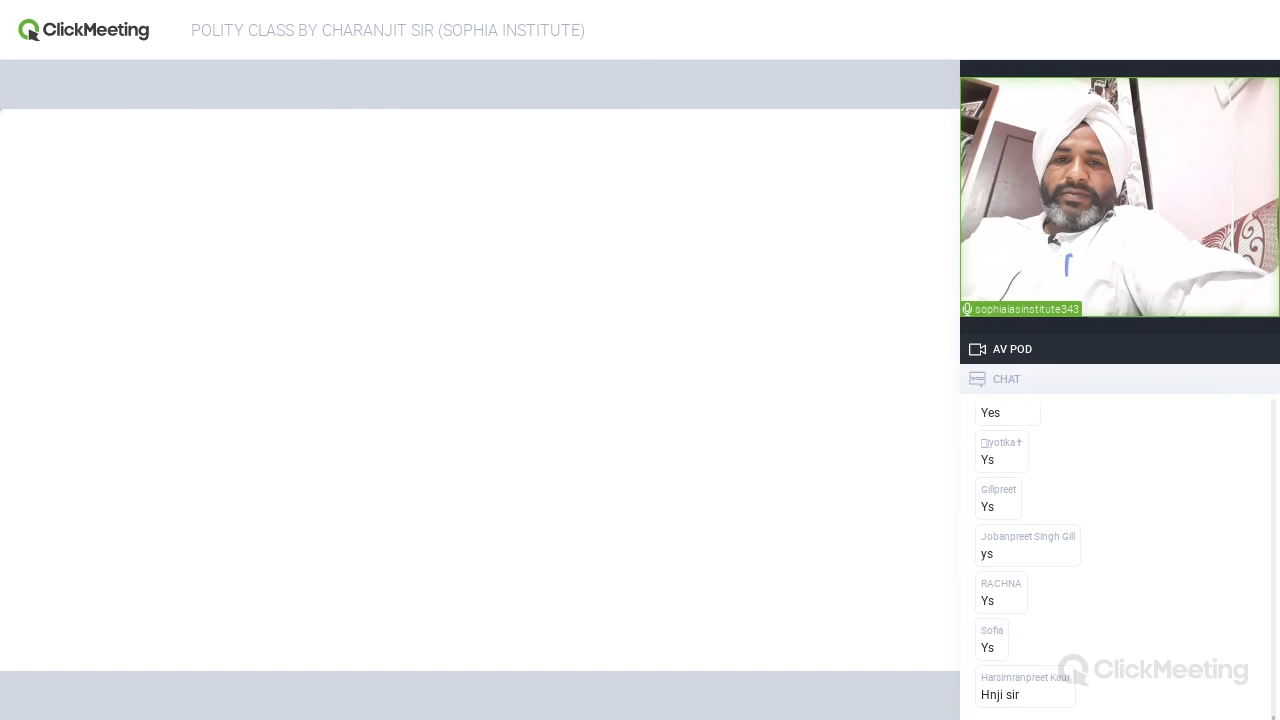 ClickMeeting
POLITY CLASS BY CHARANJIT SIR (SOPHIA INSTITUTE)
sophiaiasinstitute343
AV POD
CHAT
Yes
Jyotika✝
Ys
Gillpreet
Ys
Jobanpreet Singh Gill
ys
RACHNA
Ys
Sofia
Ys
Harsimranpreet Kaur
Hnji sir
ClickMeeting